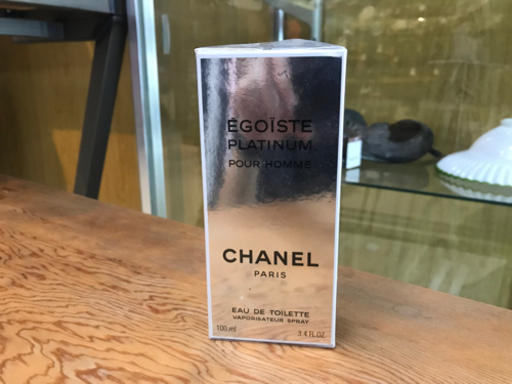 ÉGOÏSTE
PLATINUM
POUR HOMME
CHANEL
PARIS
EAU DE TOILETTE
VAPORISATEUR SPRAY
100 ml 3.4 FL.OZ.